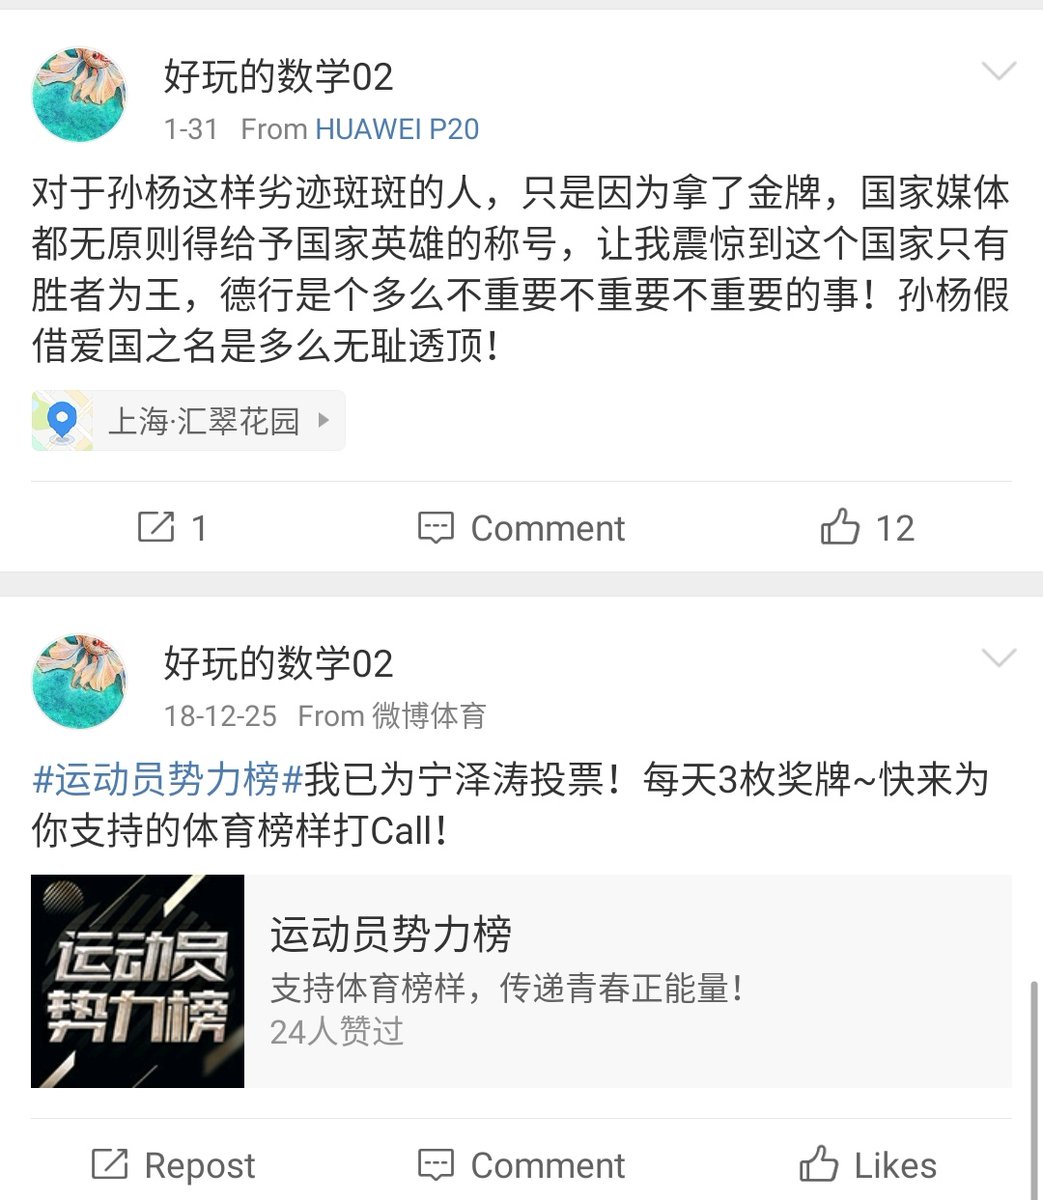 好玩的数学02
1-31 From HUAWEI P20
对于孙杨这样劣迹斑斑的人，只是因为拿了金牌，国家媒体
都无原则得给予国家英雄的称号，让我震惊到这个国家只有
胜者为王，德行是个多么不重要不重要不重要的事！孙杨假
借爱国之名是多么无耻透顶！
上海·汇翠花园
1 Comment 12
好玩的数学02
18-12-25 From 微博体育
#运动员势力榜#我已为宁泽涛投票！每天3枚奖牌~快来为
你支持的体育榜样打Call！
运动员
势力榜
运动员势力榜
支持体育榜样，传递青春正能量！
24人赞过
Repost Comment Likes